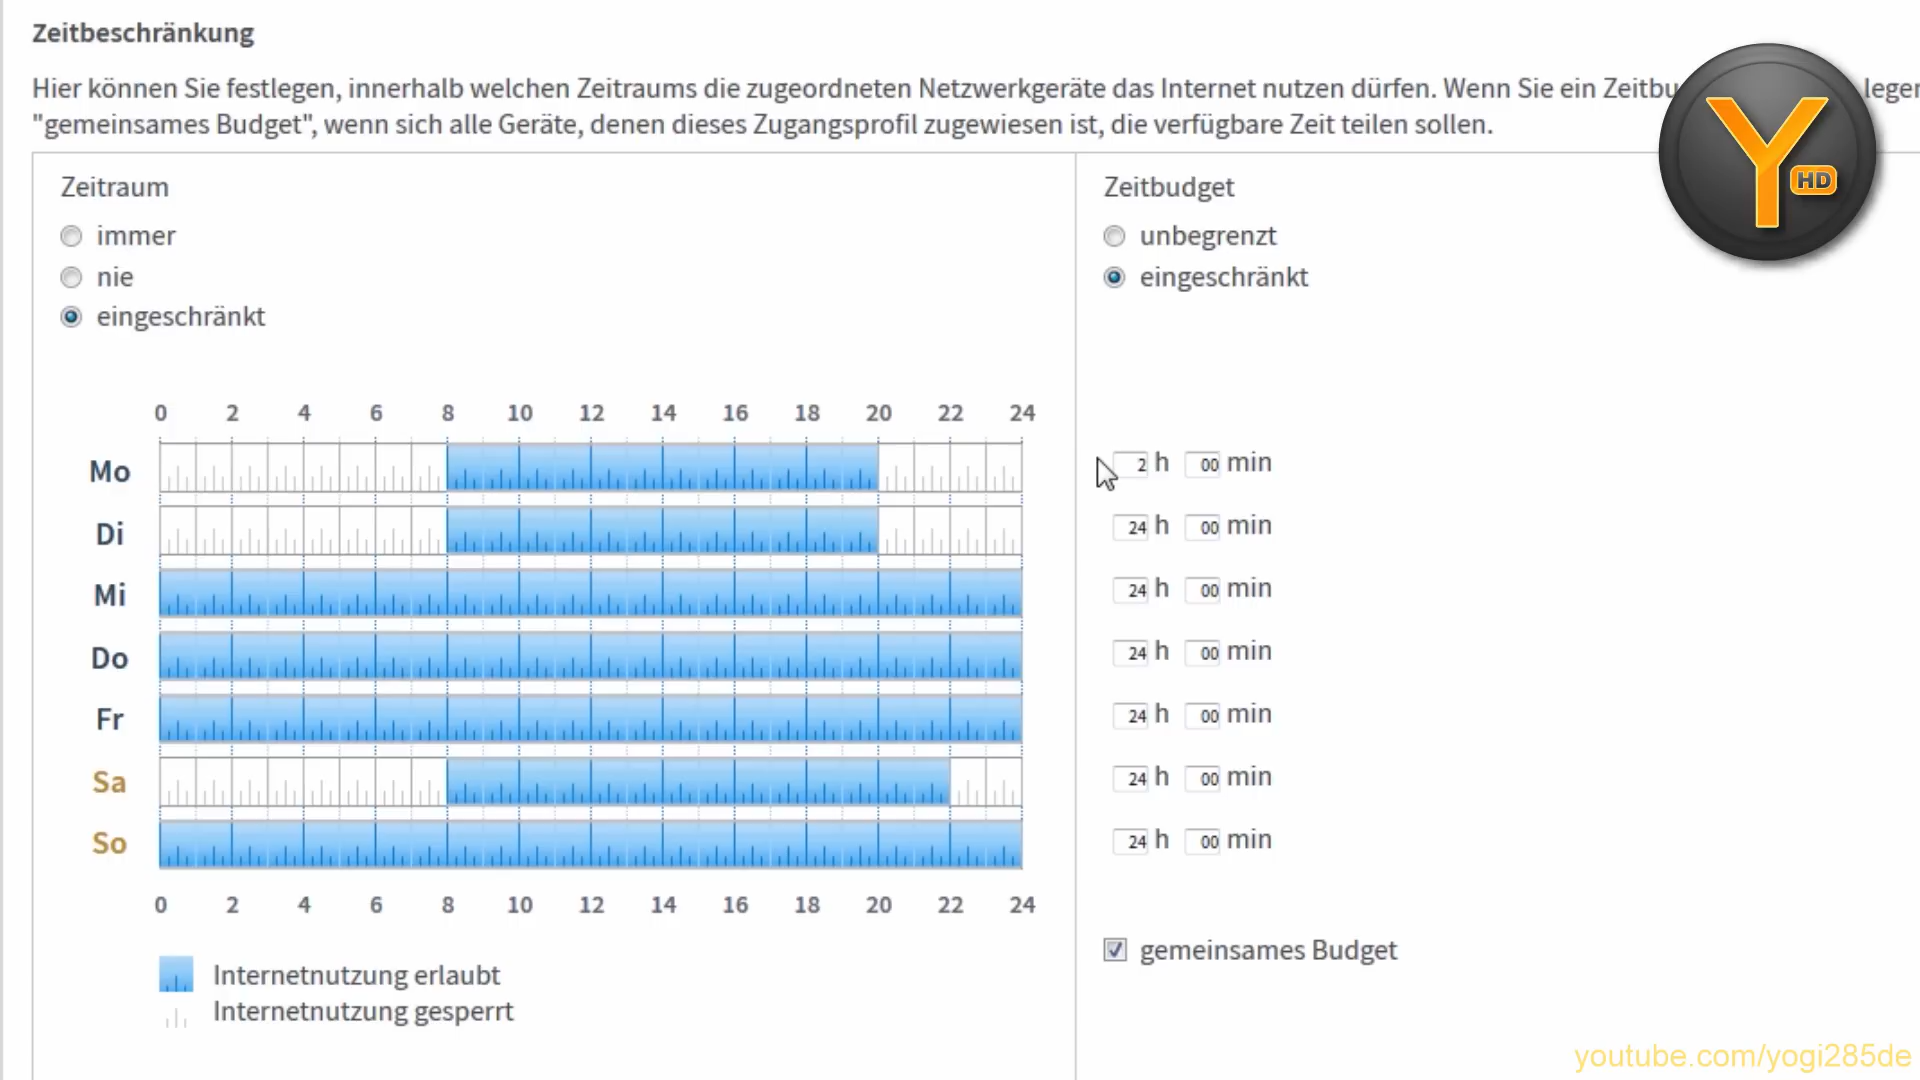 Zeitbeschränkung
Hier können Sie festlegen, innerhalb welchen Zeitraums die zugeordneten Netzwerkgeräte das Internet nutzen dürfen. Wenn Sie ein
"gemeinsames Budget", wenn sich alle Geräte, denen dieses Zugangsprofil zugewiesen ist, die verfügbare Zeit teilen sollen.
Y HD
Zeitraum
immer
nie
eingeschränkt
Zeitbudget
unbegrenzt
eingeschränkt
0 2 4 6 8 10 12 14 16 18 20 22 24
Mo 2 h 00 min
Di 24 h 00 min
Mi 24 h 00 min
Do 24 h 00 min
Fr 24 h 00 min
Sa 24 h 00 min
So 24 h 00 min
0 2 4 6 8 10 12 14 16 18 20 22 24
gemeinsames Budget
Internetnutzung erlaubt
Internetnutzung gesperrt
youtube.com/yogi285de